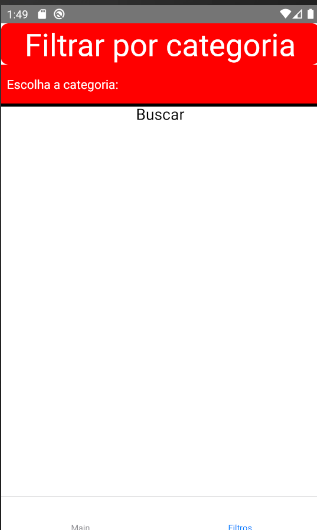 1:49
Filtrar por categoria
Escolha a categoria:
Buscar
Main
Filtros